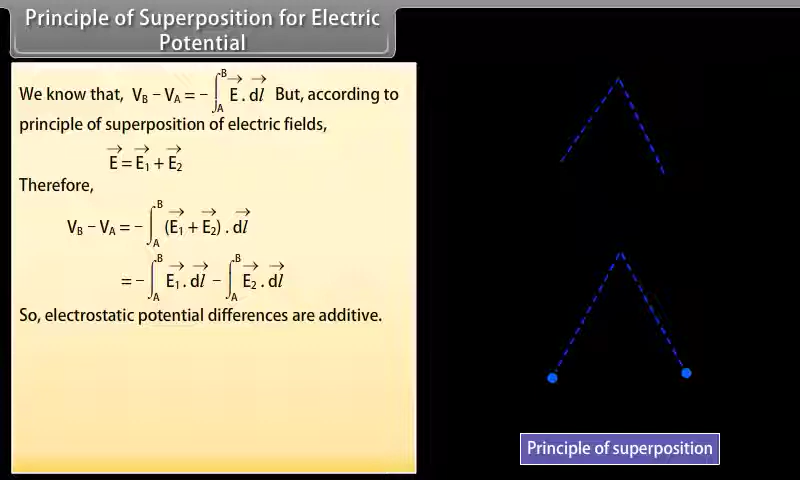 Principle of Superposition for Electric
Potential
We know that, V_B − V_A = − ∫_A^B E⃗ . dl⃗ But, according to
principle of superposition of electric fields,
E⃗ = E⃗₁ + E⃗₂
Therefore,
V_B − V_A = − ∫_A^B (E⃗₁ + E⃗₂) . dl⃗
= − ∫_A^B E⃗₁ . dl⃗ − ∫_A^B E⃗₂ . dl⃗
So, electrostatic potential differences are additive.
Principle of superposition